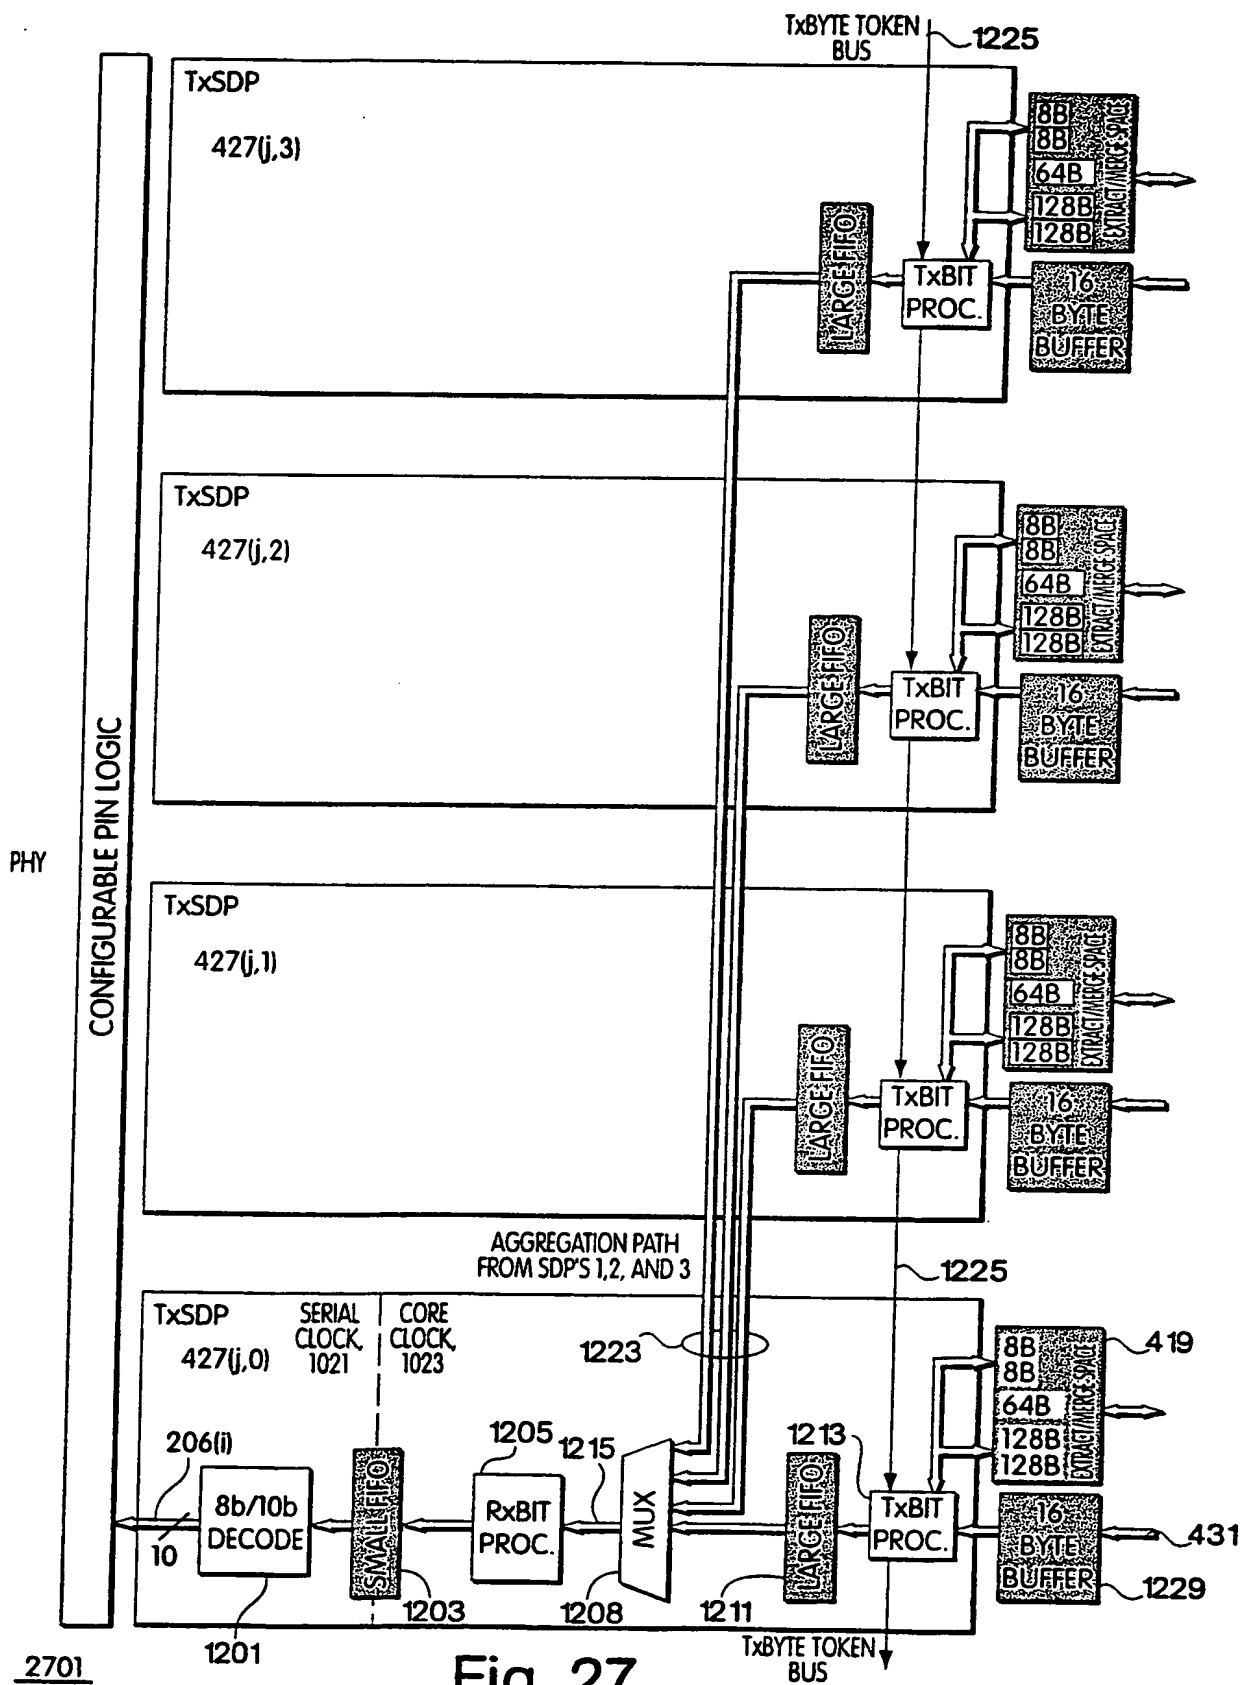 TxBYTE TOKEN
BUS
1225
TxSDP
427(j,3)
8B
8B
64B
128B
128B
EXTRACT/MERGE SPACE
LARGE FIFO
TxBIT
PROC.
16
BYTE
BUFFER
TxSDP
427(j,2)
8B
8B
64B
128B
128B
EXTRACT/MERGE SPACE
LARGE FIFO
TxBIT
PROC.
16
BYTE
BUFFER
PHY
CONFIGURABLE PIN LOGIC
TxSDP
427(j,1)
8B
8B
64B
128B
128B
EXTRACT/MERGE SPACE
LARGE FIFO
TxBIT
PROC.
16
BYTE
BUFFER
AGGREGATION PATH
FROM SDP'S 1,2, AND 3
1225
TxSDP
427(j,0)
SERIAL
CLOCK,
1021
CORE
CLOCK,
1023
1223
8B
8B
64B
128B
128B
EXTRACT/MERGE SPACE
419
206(i)
10
8b/10b
DECODE
1201
SMALL FIFO
1203
1205
RxBIT
PROC.
1215
MUX
1208
LARGE FIFO
1211
1213
TxBIT
PROC.
16
BYTE
BUFFER
431
1229
TxBYTE TOKEN
BUS
2701
Fig. 27